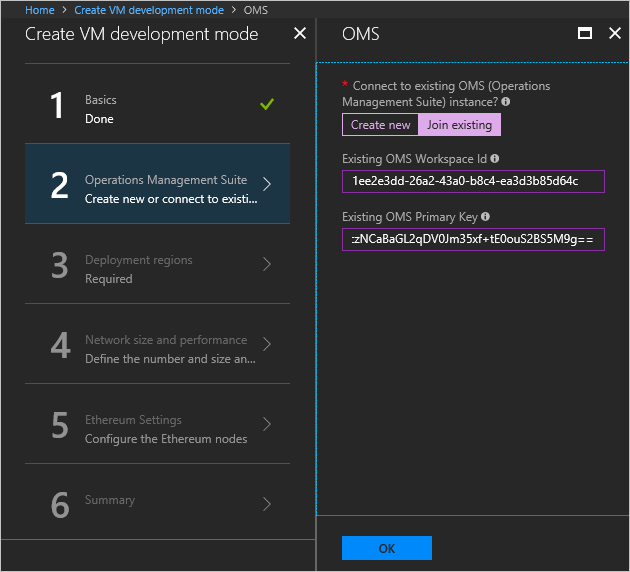 Home > Create VM development mode > OMS
Create VM development mode
1
Basics
Done
2
Operations Management Suite
Create new or connect to existi...
3
Deployment regions
Required
4
Network size and performance
Define the number and size an...
5
Ethereum Settings
Configure the Ethereum nodes
6
Summary
OMS
* Connect to existing OMS (Operations
Management Suite) instance?
Create new Join existing
Existing OMS Workspace Id
1ee2e3dd-26a2-43a0-b8c4-ea3d3b85d64c
Existing OMS Primary Key
:zNCaBaGL2qDV0Jm35xf+tE0ouS2BS5M9g==
OK